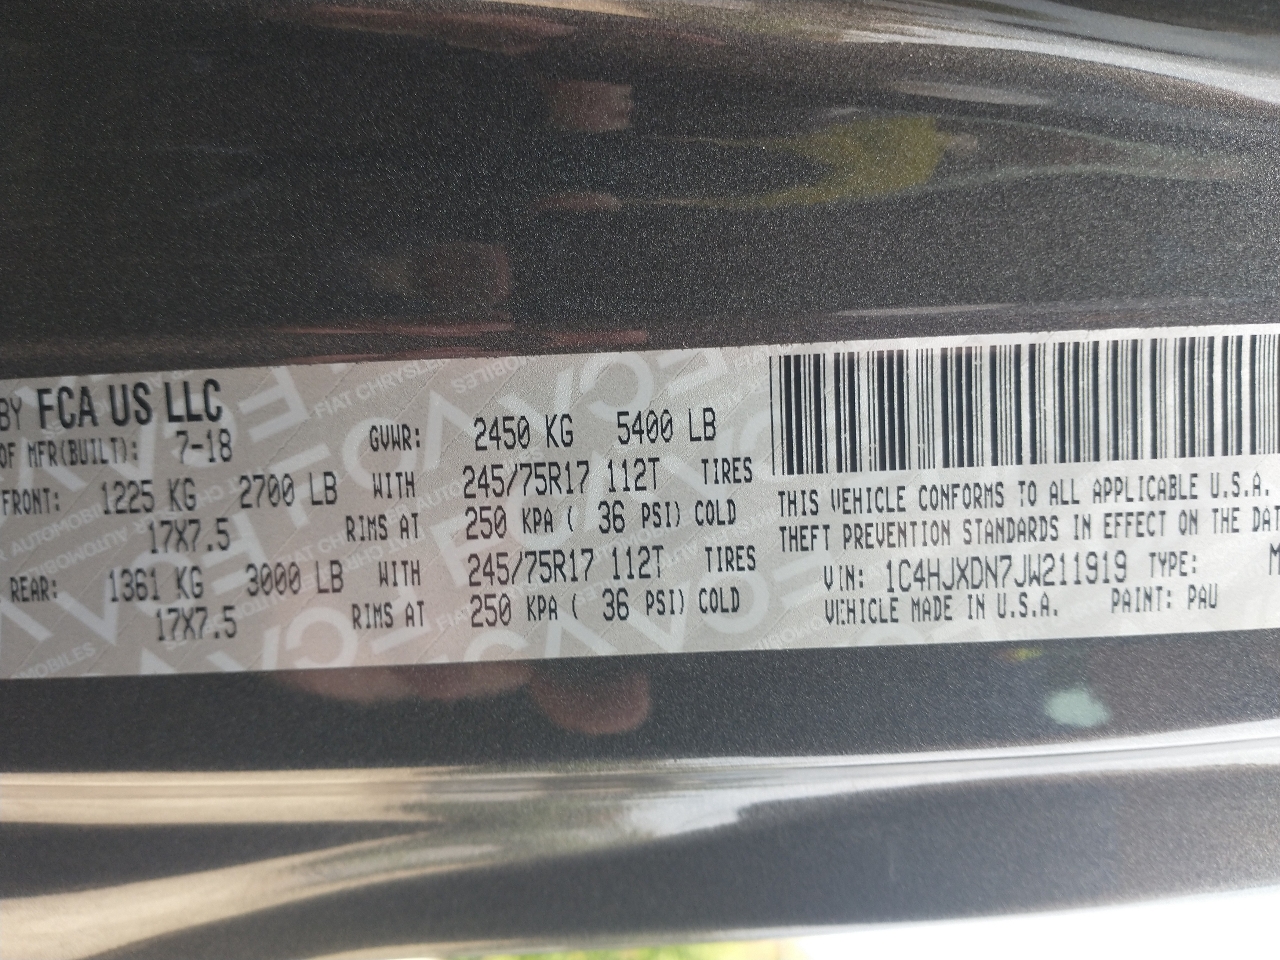 BY FCA US LLC
OF MFR(BUILT): 7-18 GVWR: 2450 KG 5400 LB
FRONT: 1225 KG 2700 LB WITH 245/75R17 112T TIRES
17X7.5 RIMS AT 250 KPA ( 36 PSI) COLD
REAR: 1361 KG 3000 LB WITH 245/75R17 112T TIRES
17X7.5 RIMS AT 250 KPA ( 36 PSI) COLD
THIS VEHICLE CONFORMS TO ALL APPLICABLE U.S.A.
THEFT PREVENTION STANDARDS IN EFFECT ON THE DAT
VIN: 1C4HJXDN7JW211919 TYPE: M
VEHICLE MADE IN U.S.A. PAINT: PAU